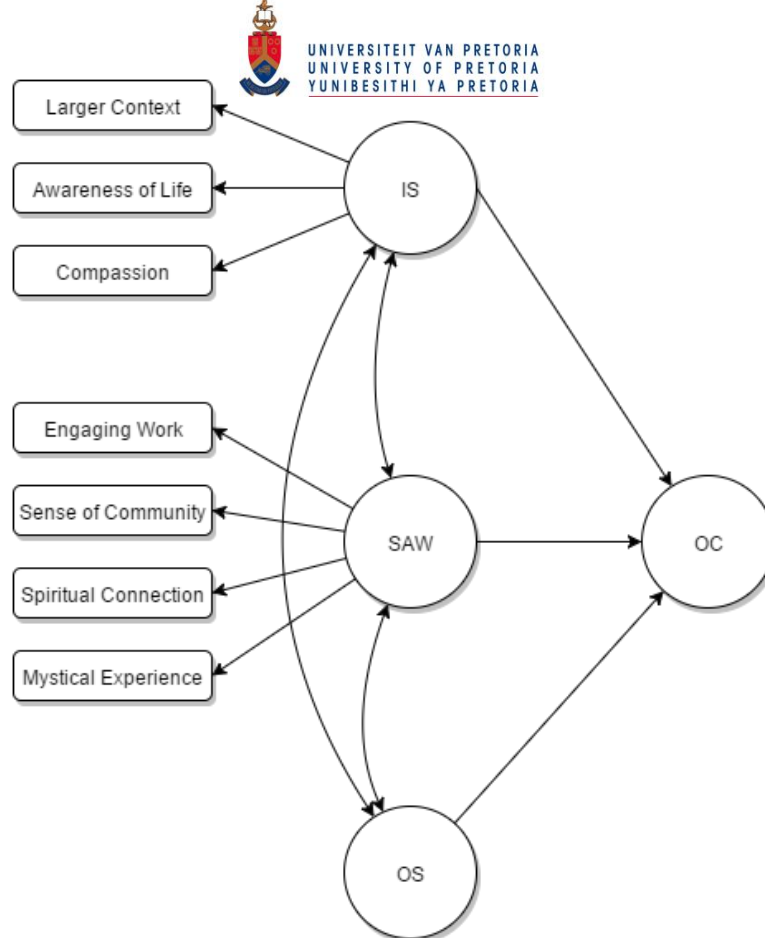 UNIVERSITEIT VAN PRETORIA
UNIVERSITY OF PRETORIA
YUNIBESITHI YA PRETORIA
Larger Context
Awareness of Life
IS
Compassion
Engaging Work
Sense of Community
SAW
OC
Spiritual Connection
Mystical Experience
OS